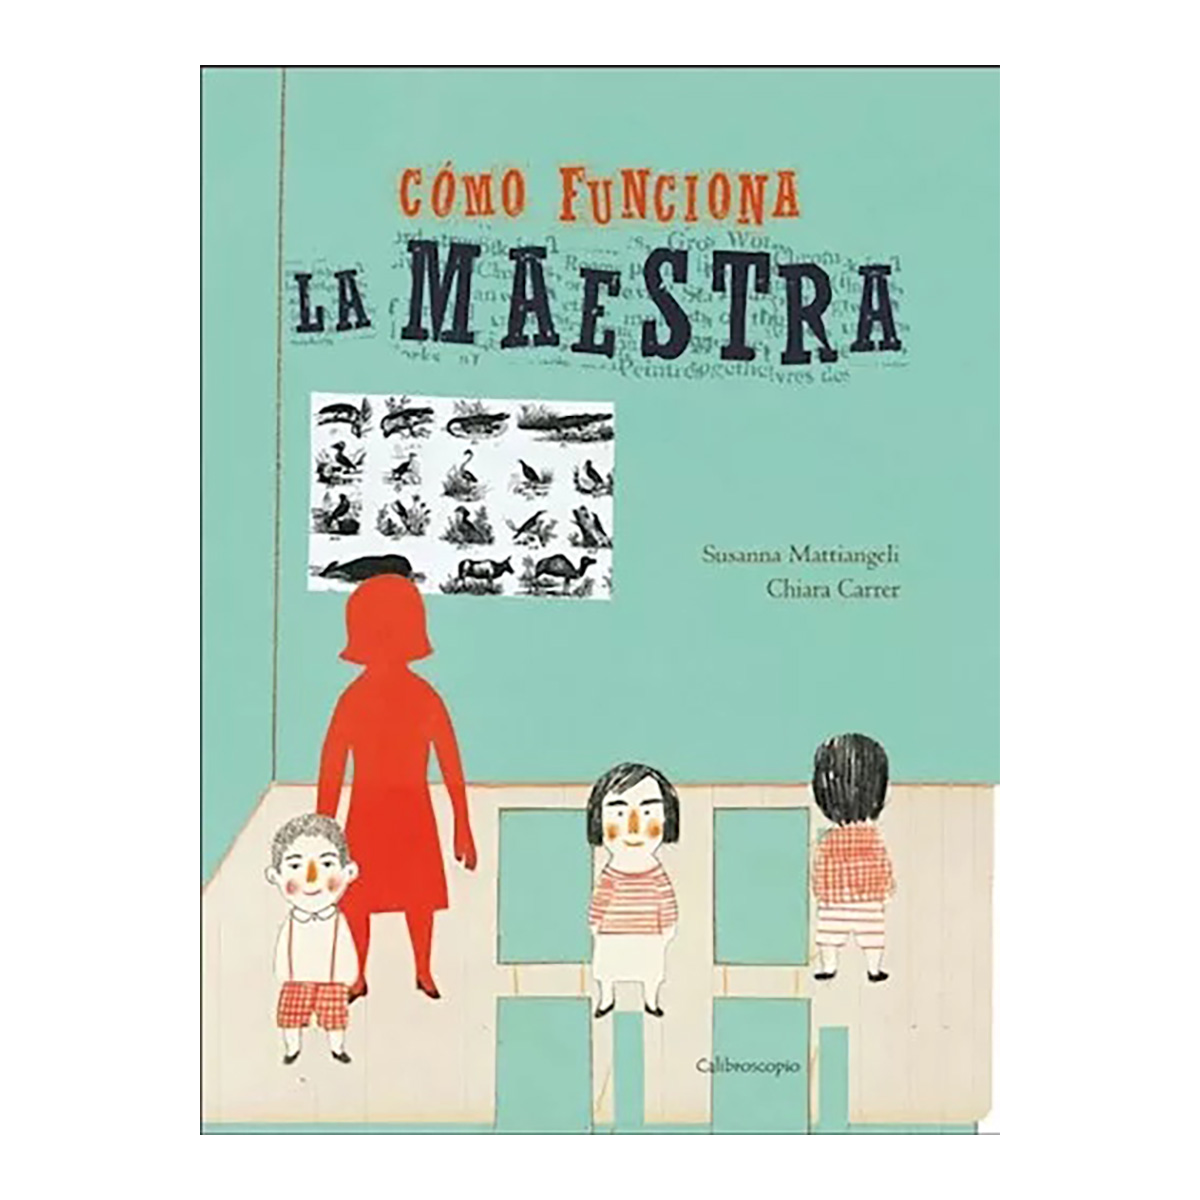 CÓMO FUNCIONA
LA MAESTRA
Susanna Mattiangeli
Chiara Carrer
Calibroscopio